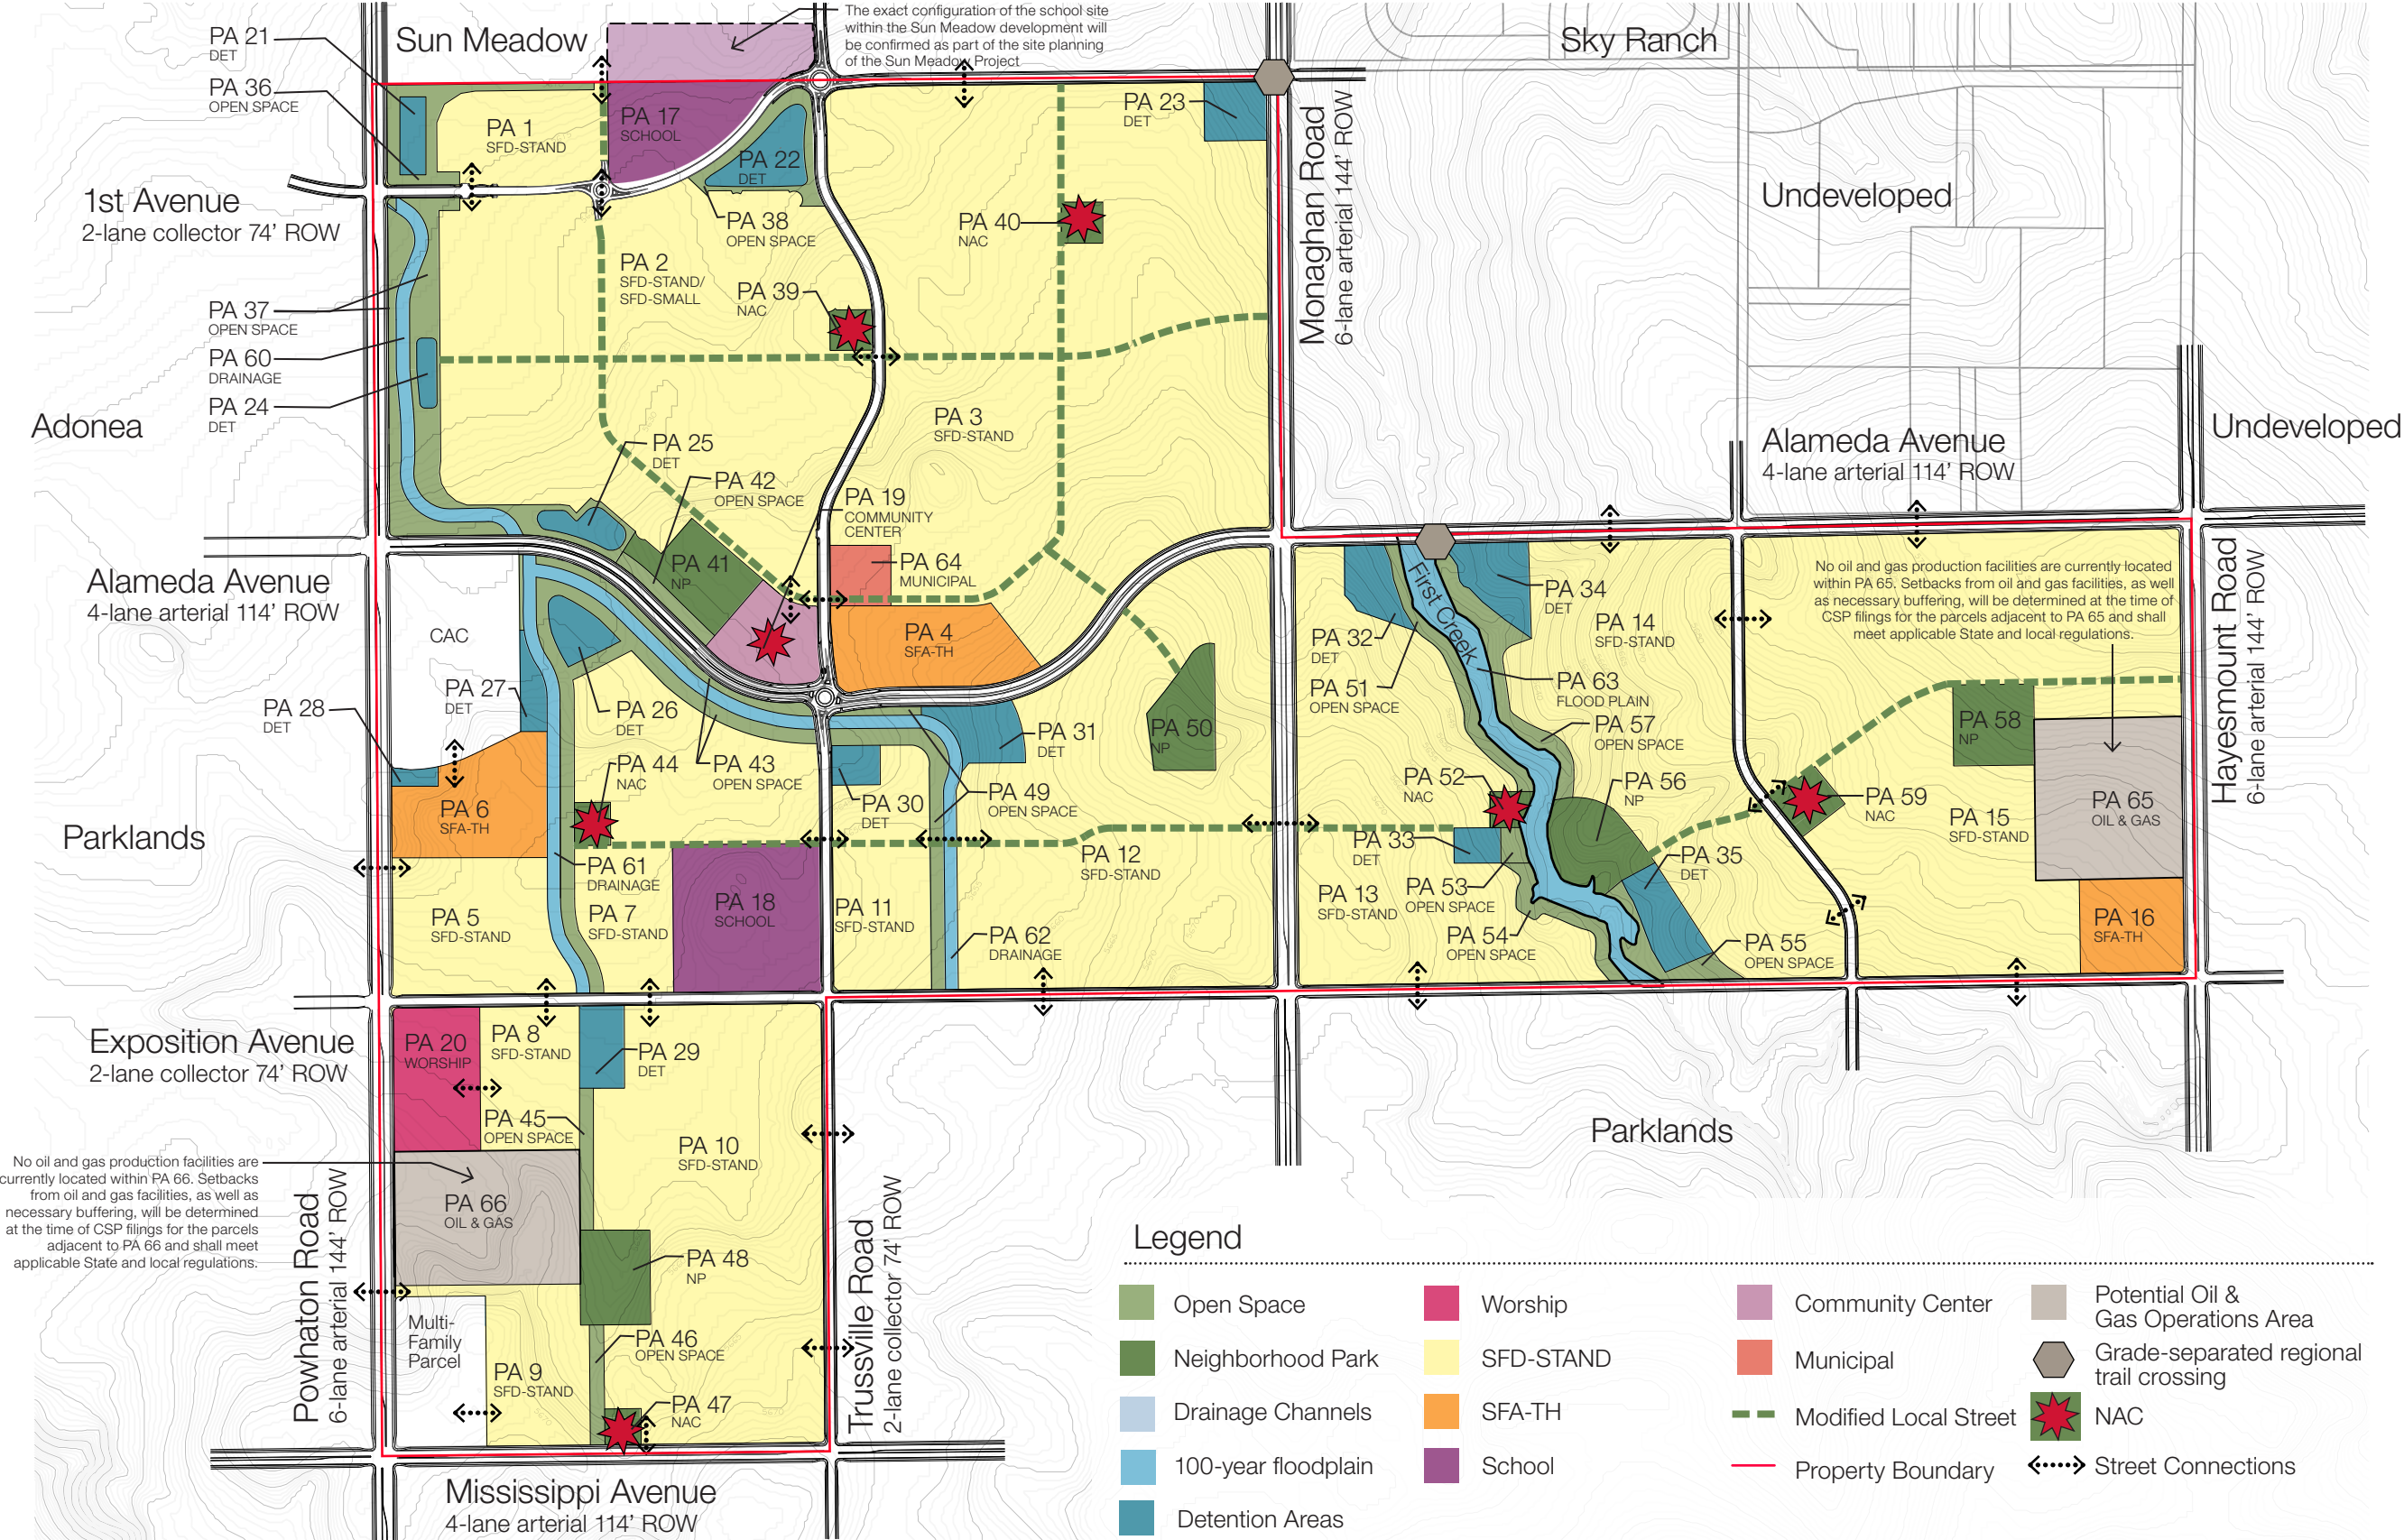 The exact configuration of the school site
within the Sun Meadow development will
be confirmed as part of the site planning
of the Sun Meadow Project
Sun Meadow
Sky Ranch
PA 21
DET
PA 36
OPEN SPACE
PA 1
SFD-STAND
PA 17
SCHOOL
PA 22
DET
PA 23
DET
1st Avenue
2-lane collector 74’ ROW
PA 38
OPEN SPACE
PA 40
NAC
Monaghan Road
6-lane arterial 144’ ROW
Undeveloped
PA 2
SFD-STAND/
SFD-SMALL
PA 39
NAC
PA 37
OPEN SPACE
PA 60
DRAINAGE
PA 24
DET
Adonea
PA 3
SFD-STAND
PA 25
DET
PA 42
OPEN SPACE
PA 19
COMMUNITY
CENTER
Alameda Avenue
4-lane arterial 114’ ROW
Undeveloped
PA 41
NP
PA 64
MUNICIPAL
Alameda Avenue
4-lane arterial 114’ ROW
CAC
PA 4
SFA-TH
First Creek
PA 34
DET
PA 32
DET
PA 14
SFD-STAND
No oil and gas production facilities are currently located
within PA 65. Setbacks from oil and gas facilities, as well
as necessary buffering, will be determined at the time of
CSP filings for the parcels adjacent to PA 65 and shall
meet applicable State and local regulations.
Hayesmount Road
6-lane arterial 144’ ROW
PA 27
DET
PA 28
DET
PA 26
DET
PA 51
OPEN SPACE
PA 63
FLOOD PLAIN
PA 57
OPEN SPACE
PA 31
DET
PA 50
NP
PA 58
NP
PA 44
NAC
PA 43
OPEN SPACE
PA 30
DET
PA 49
OPEN SPACE
PA 52
NAC
PA 56
NP
PA 59
NAC
PA 15
SFD-STAND
PA 65
OIL & GAS
Parklands
PA 6
SFA-TH
PA 61
DRAINAGE
PA 12
SFD-STAND
PA 33
DET
PA 35
DET
PA 5
SFD-STAND
PA 7
SFD-STAND
PA 18
SCHOOL
PA 11
SFD-STAND
PA 62
DRAINAGE
PA 13
SFD-STAND
PA 53
OPEN SPACE
PA 54
OPEN SPACE
PA 55
OPEN SPACE
PA 16
SFA-TH
Exposition Avenue
2-lane collector 74’ ROW
PA 20
WORSHIP
PA 8
SFD-STAND
PA 29
DET
PA 45
OPEN SPACE
PA 10
SFD-STAND
Parklands
No oil and gas production facilities are
currently located within PA 66. Setbacks
from oil and gas facilities, as well as
necessary buffering, will be determined
at the time of CSP filings for the parcels
adjacent to PA 66 and shall meet
applicable State and local regulations.
PA 66
OIL & GAS
PA 48
NP
Powhaton Road
6-lane arterial 144’ ROW
Multi-
Family
Parcel
PA 46
OPEN SPACE
PA 9
SFD-STAND
PA 47
NAC
Trussville Road
2-lane collector 74’ ROW
Mississippi Avenue
4-lane arterial 114’ ROW
Legend
Open Space
Neighborhood Park
Drainage Channels
100-year floodplain
Detention Areas
Worship
SFD-STAND
SFA-TH
School
Community Center
Municipal
Modified Local Street
Property Boundary
Potential Oil &
Gas Operations Area
Grade-separated regional
trail crossing
NAC
Street Connections